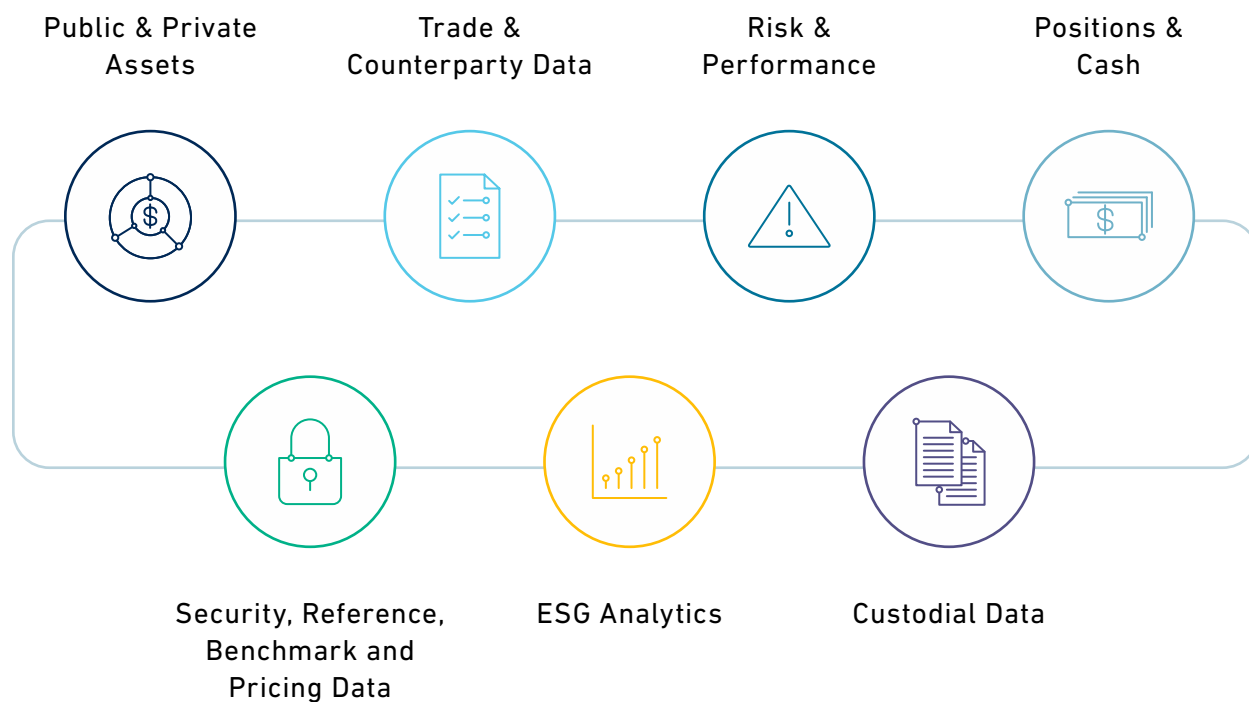 Public & Private
Assets
Trade &
Counterparty Data
Risk &
Performance
Positions &
Cash
$
$
Security, Reference,
Benchmark and
Pricing Data
ESG Analytics
Custodial Data